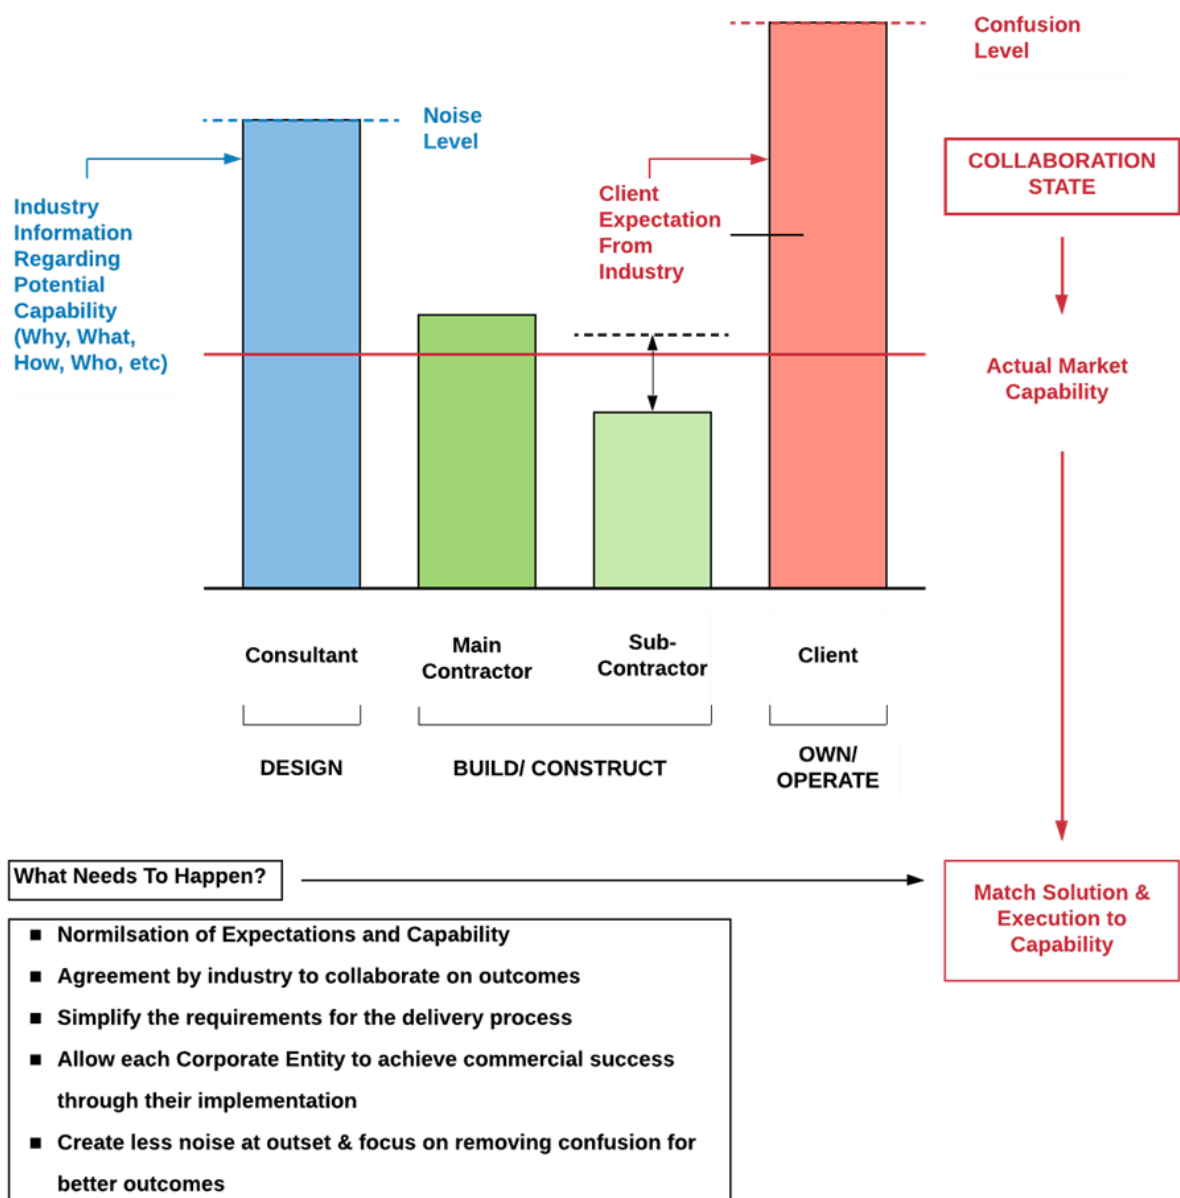 Confusion
Level
Noise
Level
COLLABORATION
STATE
Industry
Information
Regarding
Potential
Capability
(Why, What,
How, Who, etc)
Client
Expectation
From
Industry
Actual Market
Capability
Consultant
Main
Contractor
Sub-
Contractor
Client
DESIGN
BUILD/ CONSTRUCT
OWN/
OPERATE
What Needs To Happen?
Match Solution &
Execution to
Capability
■ Normilsation of Expectations and Capability
■ Agreement by industry to collaborate on outcomes
■ Simplify the requirements for the delivery process
■ Allow each Corporate Entity to achieve commercial success
through their implementation
■ Create less noise at outset & focus on removing confusion for
better outcomes